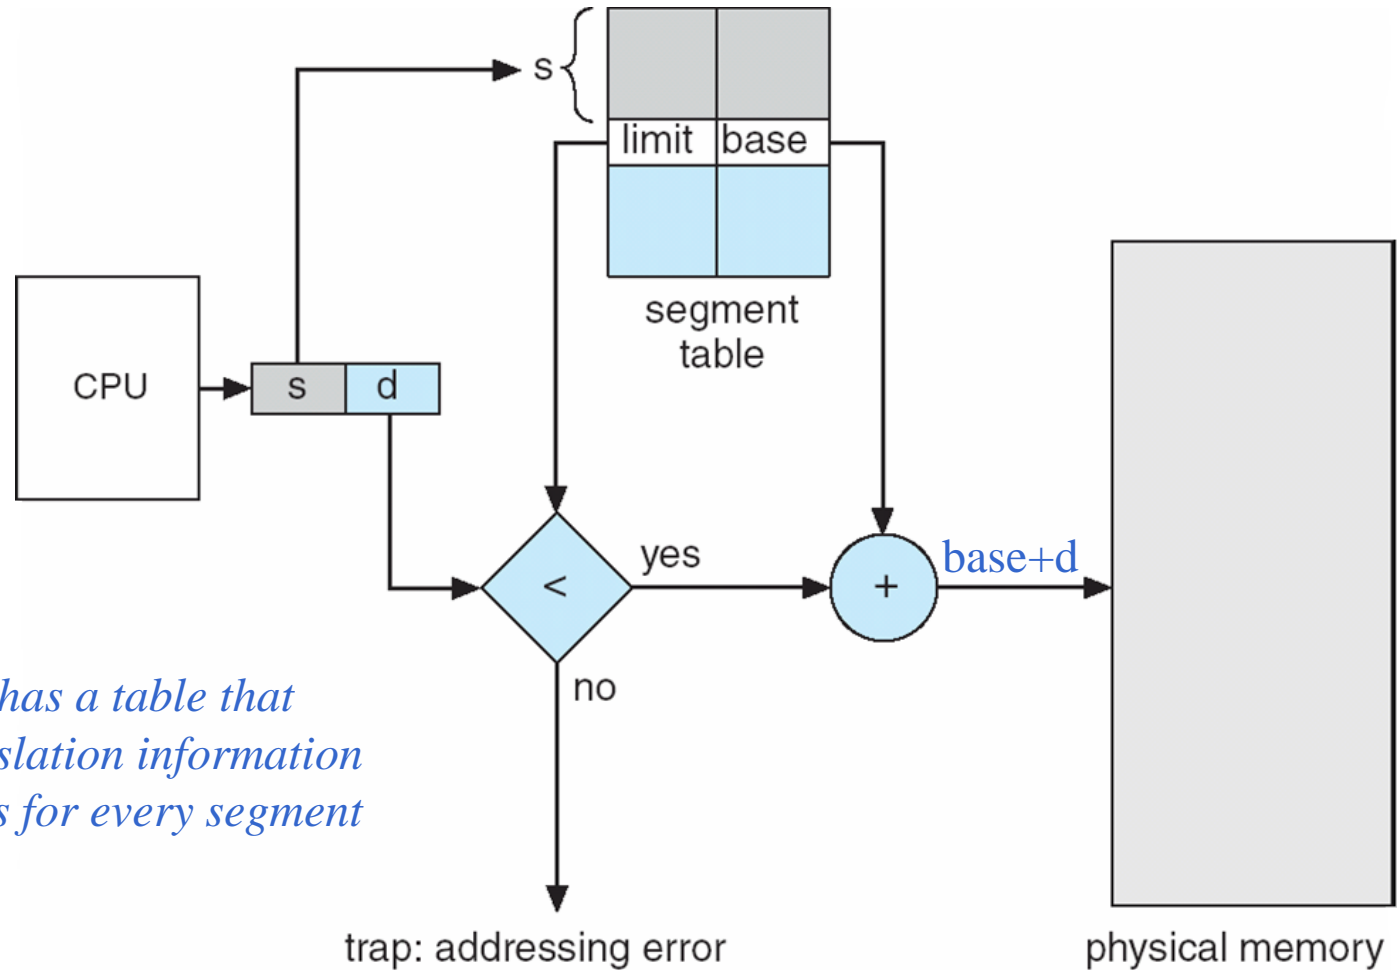 s
limit base
segment
table
CPU
s d
yes
base+d
<
+
no
has a table that
slation information
s for every segment
trap: addressing error
physical memory